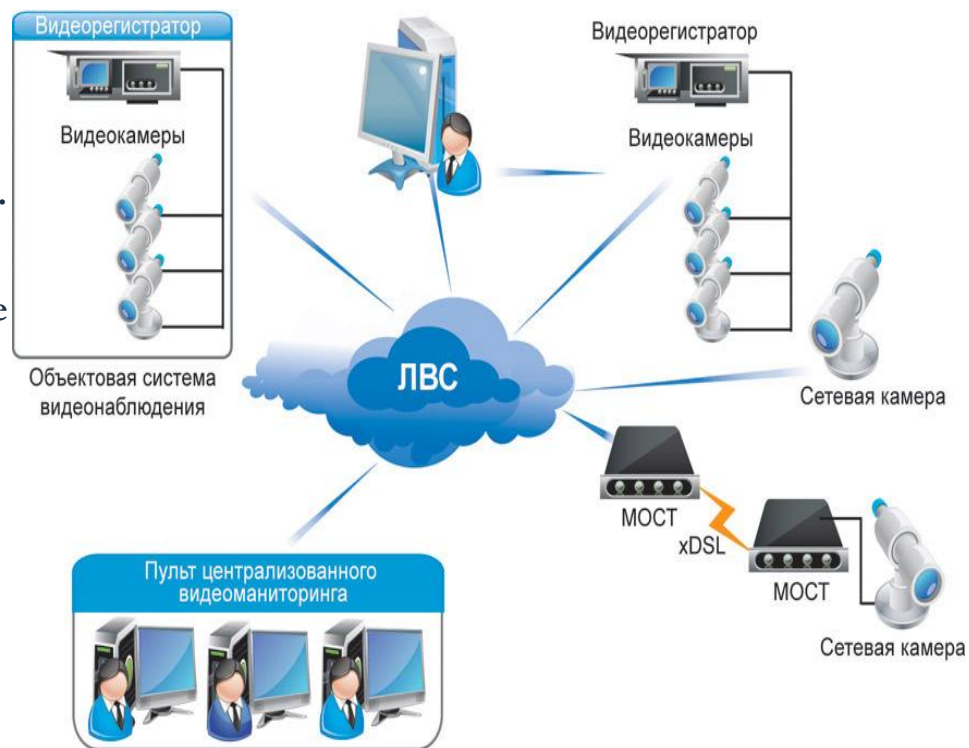 Видеорегистратор
Видеокамеры
Объектовая система
видеонаблюдения
Видеорегистратор
Видеокамеры
.
е
ЛВС
Сетевая камера
МОСТ
xDSL
МОСТ
Сетевая камера
Пульт централизованного
видеоманиторинга